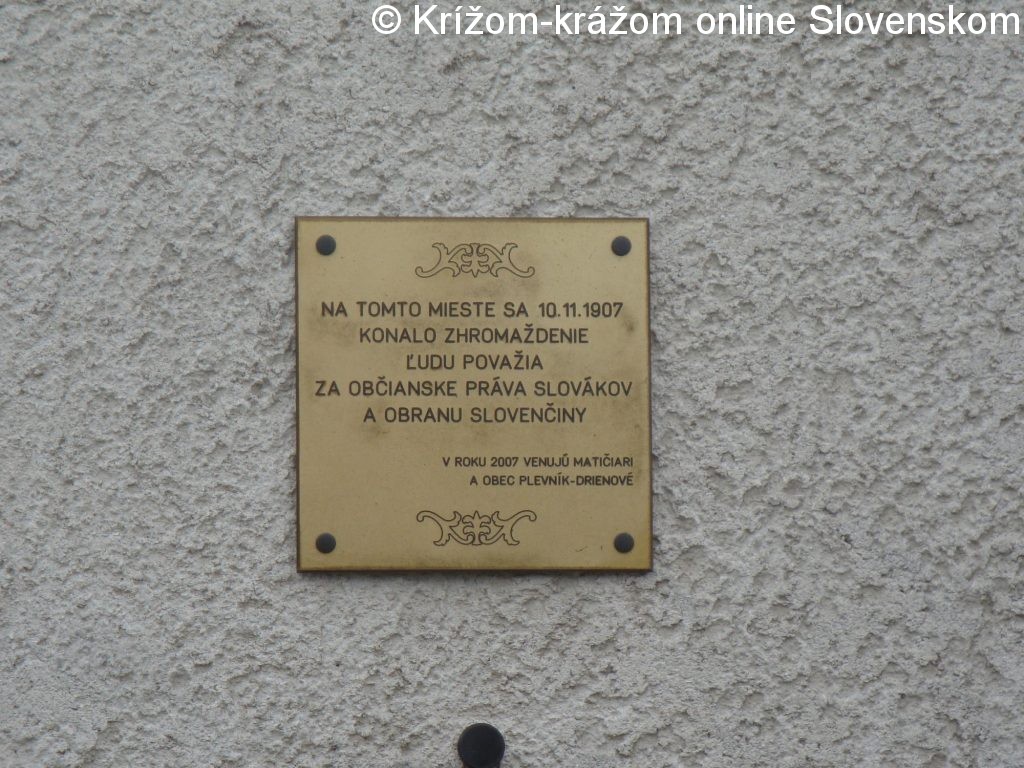 © Krížom-krážom online Slovenskom
NA TOMTO MIESTE SA 10.11.1907
KONALO ZHROMAŽDENIE
ĽUDU POVAŽIA
ZA OBČIANSKE PRÁVA SLOVÁKOV
A OBRANU SLOVENČINY
V ROKU 2007 VENUJÚ MATIČIARI
A OBEC PLEVNÍK-DRIENOVÉ